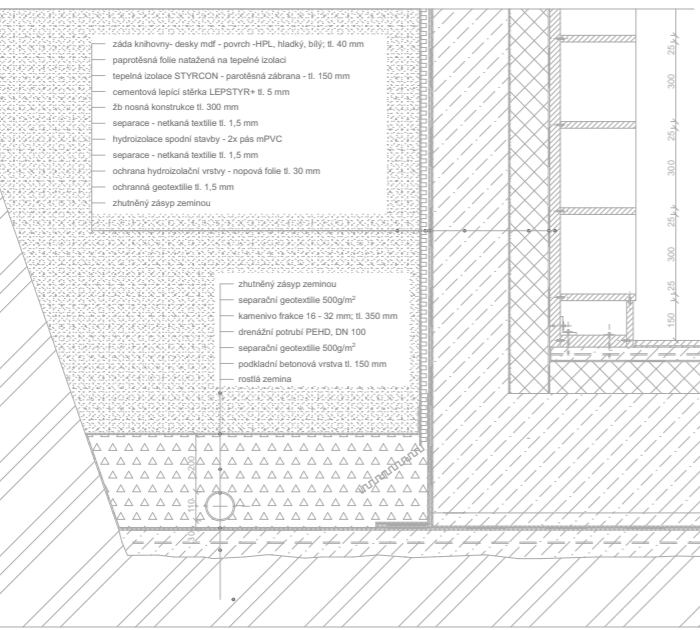 záda knihovny- desky mdf - povrch -HPL, hladký, bílý; tl. 40 mm
paprotěsná folie natažená na tepelné izolaci
tepelná izolace STYRCON - parotěsná zábrana - tl. 150 mm
cementová lepící stěrka LEPSTYR+ tl. 5 mm
žb nosná konstrukce tl. 300 mm
separace - netkaná textilie tl. 1,5 mm
hydroizolace spodní stavby - 2x pás mPVC
separace - netkaná textilie tl. 1,5 mm
ochrana hydroizolační vrstvy - nopová folie tl. 30 mm
ochranná geotextilie tl. 1,5 mm
zhutněný zásyp zeminou
zhutněný zásyp zeminou
separační geotextilie 500g/m²
kamenivo frakce 16 - 32 mm; tl. 350 mm
drenážní potrubí PEHD, DN 100
separační geotextilie 500g/m²
podkladní betonová vrstva tl. 150 mm
rostlá zemina
25
300
25
300
25
300
25
150
200
110